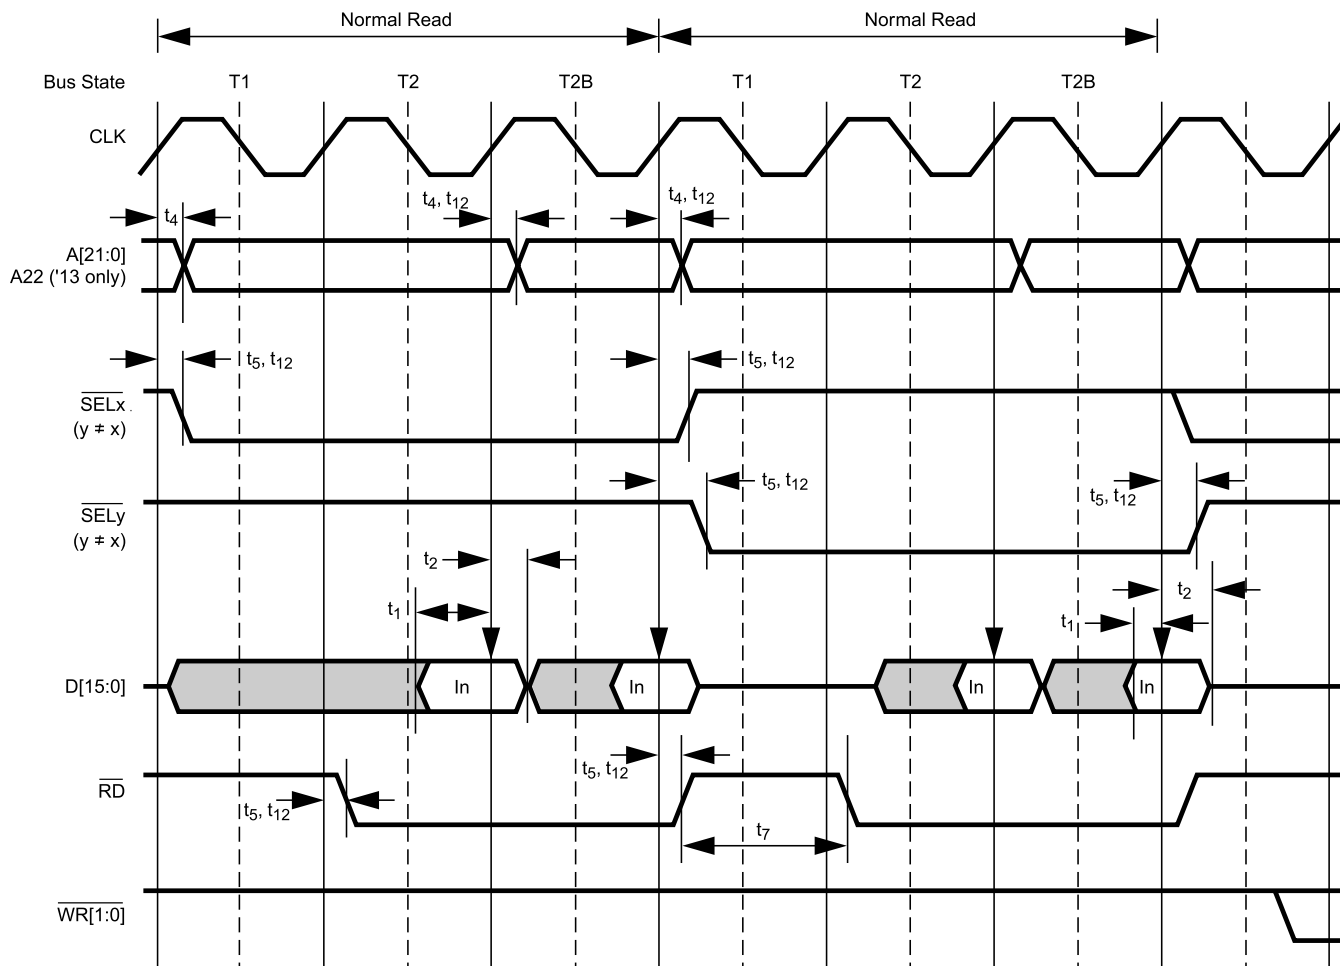 Normal Read Normal Read
Bus State T1 T2 T2B T1 T2 T2B
CLK
t4 t4, t12 t4, t12
A[21:0]
A22 ('13 only)
t5, t12 t5, t12
SELx
(y ≠ x)
t5, t12 t5, t12
SELy
(y ≠ x)
t2 t2
t1 t1
D[15:0] In In In In
t5, t12
RD
t5, t12
t7
WR[1:0]